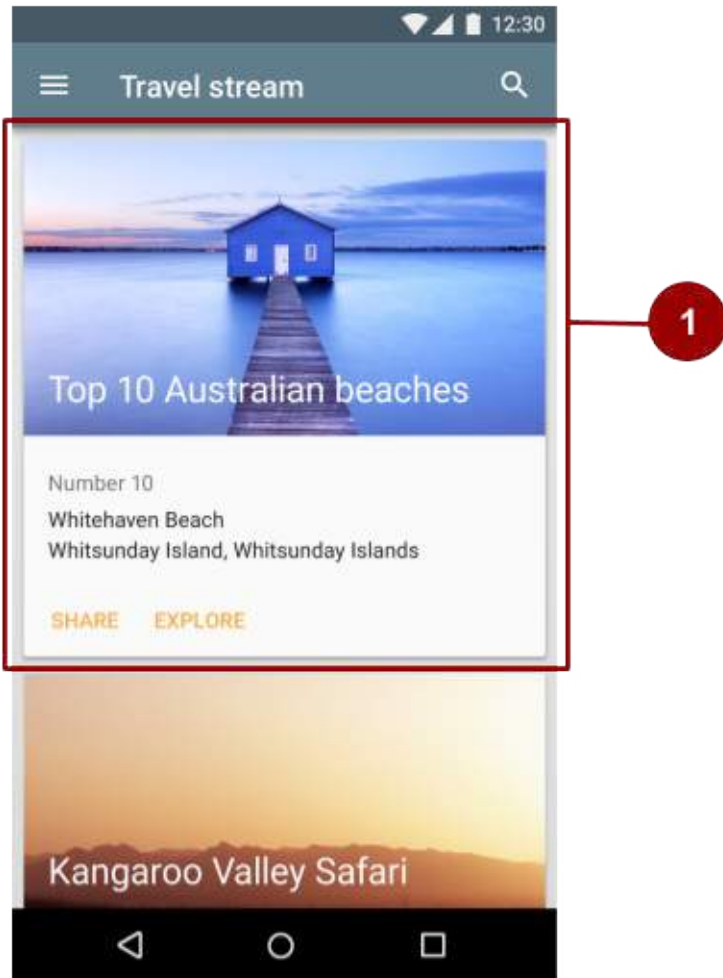 12:30
Travel stream
1
Top 10 Australian beaches
Number 10
Whitehaven Beach
Whitsunday Island, Whitsunday Islands
SHARE EXPLORE
Kangaroo Valley Safari